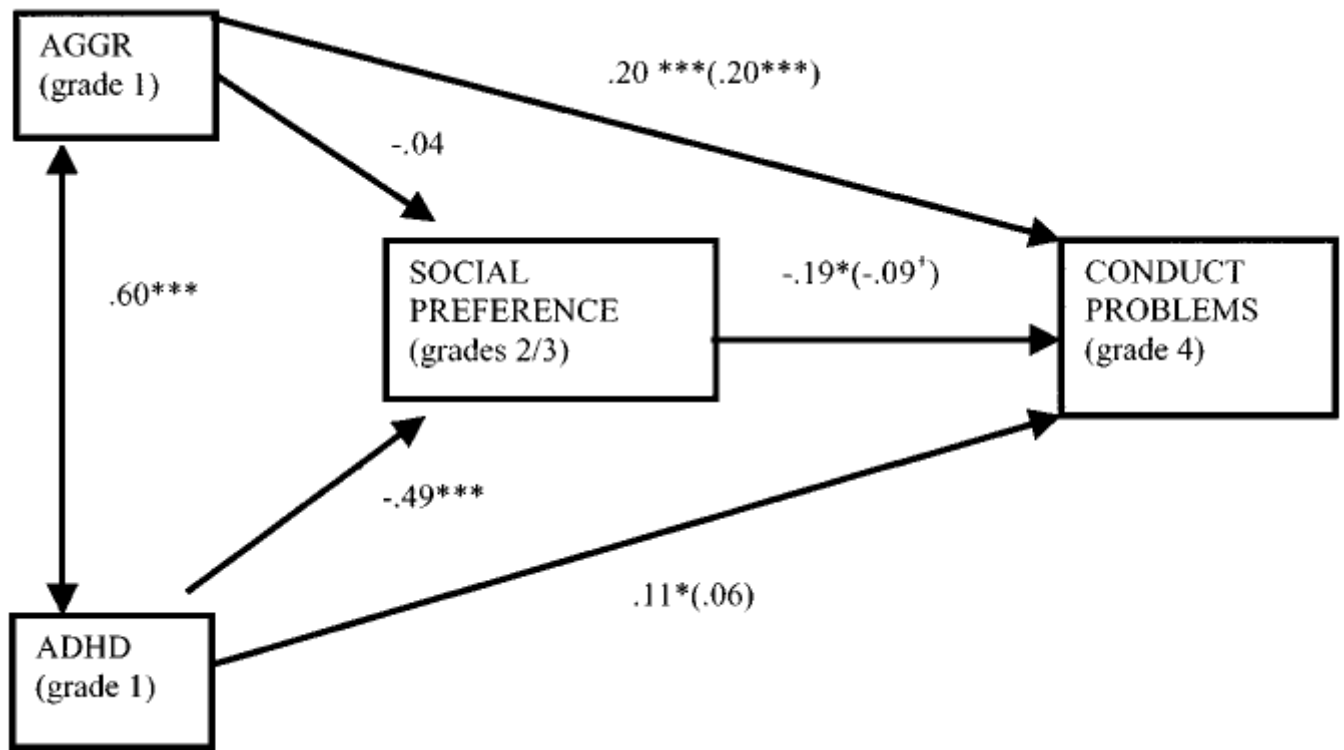 AGGR
(grade 1)
.20 ***(.20***)
-.04
SOCIAL
PREFERENCE
(grades 2/3)
-.19*(-.09‡)
CONDUCT
PROBLEMS
(grade 4)
.60***
-.49***
.11*(.06)
ADHD
(grade 1)